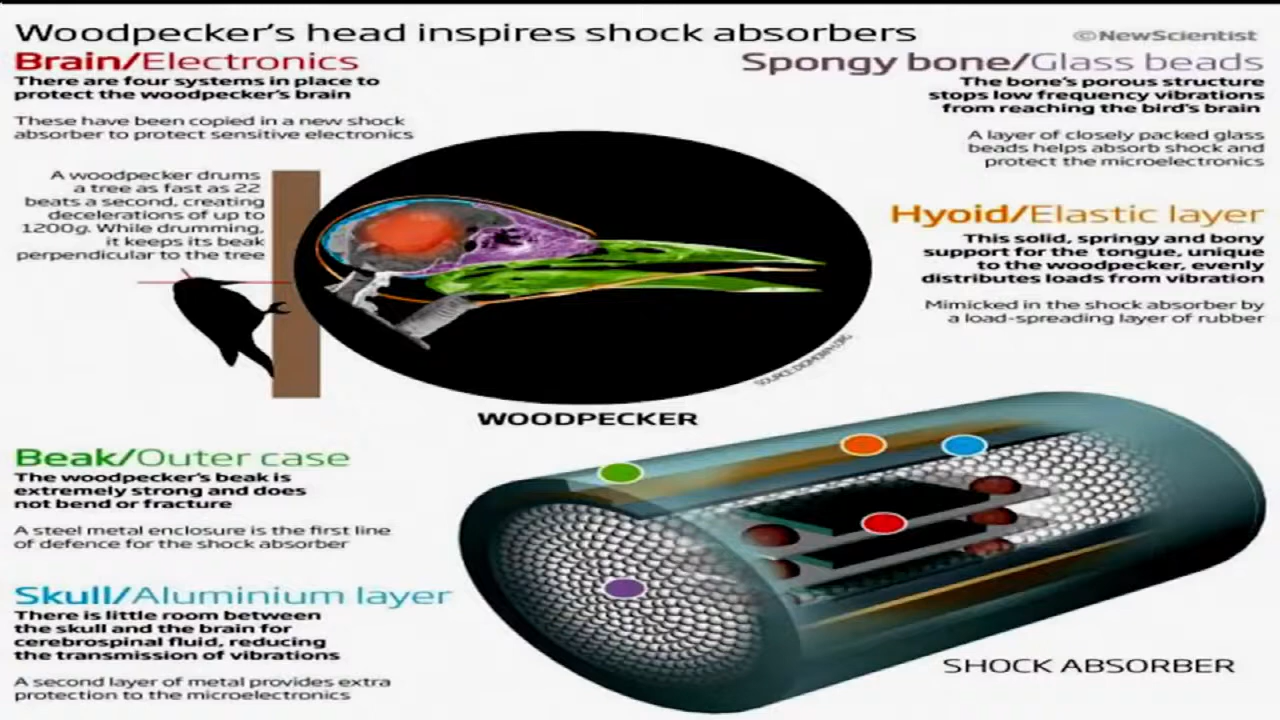 Woodpecker's head inspires shock absorbers
©NewScientist
Brain/Electronics
There are four systems in place to
protect the woodpecker's brain
These have been copied in a new shock
absorber to protect sensitive electronics
Spongy bone/Glass beads
The bone's porous structure
stops low frequency vibrations
from reaching the bird's brain
A layer of closely packed glass
beads helps absorb shock and
protect the microelectronics
A woodpecker drums
a tree as fast as 22
beats a second, creating
decelerations of up to
1200g. While drumming,
it keeps its beak
perpendicular to the tree
Hyoid/Elastic layer
This solid, springy and bony
support for the tongue, unique
to the woodpecker, evenly
distributes loads from vibration
Mimicked in the shock absorber by
a load-spreading layer of rubber
SOURCE: DIGIMORPH.ORG
WOODPECKER
Beak/Outer case
The woodpecker's beak is
extremely strong and does
not bend or fracture
A steel metal enclosure is the first line
of defence for the shock absorber
Skull/Aluminium layer
There is little room between
the skull and the brain for
cerebrospinal fluid, reducing
the transmission of vibrations
A second layer of metal provides extra
protection to the microelectronics
SHOCK ABSORBER